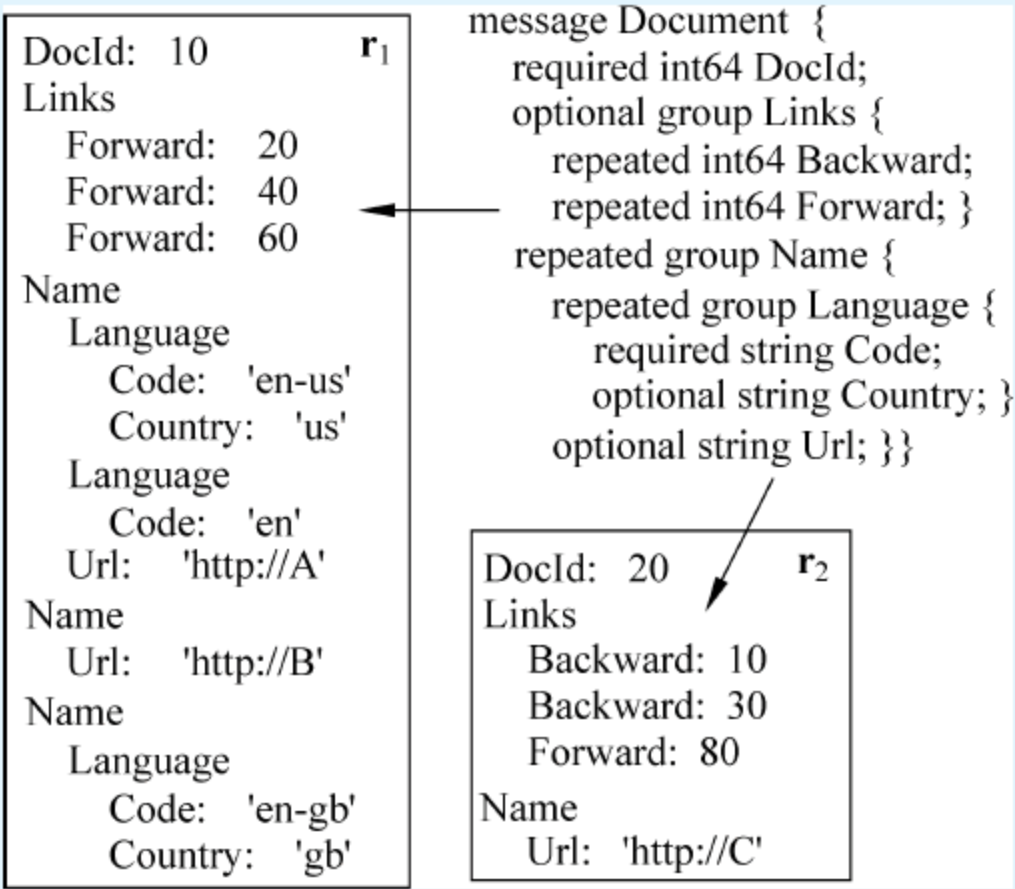 DocId: 10 r1
Links
Forward: 20
Forward: 40
Forward: 60
Name
Language
Code: 'en-us'
Country: 'us'
Language
Code: 'en'
Url: 'http://A'
Name
Url: 'http://B'
Name
Language
Code: 'en-gb'
Country: 'gb'
message Document {
required int64 DocId;
optional group Links {
repeated int64 Backward;
repeated int64 Forward; }
repeated group Name {
repeated group Language {
required string Code;
optional string Country; }
optional string Url; }}
DocId: 20 r2
Links
Backward: 10
Backward: 30
Forward: 80
Name
Url: 'http://C'